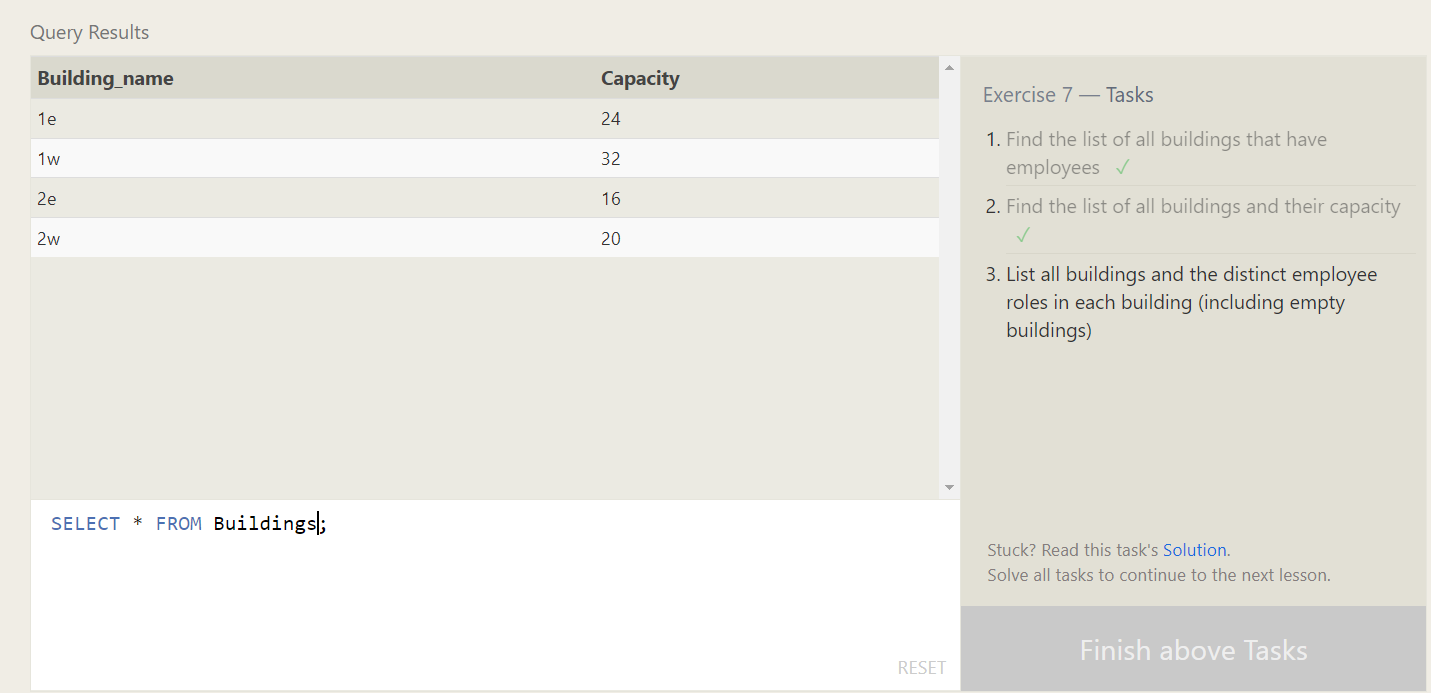 Query Results
Building_name Capacity
1e 24
1w 32
2e 16
2w 20
SELECT * FROM Buildings;
RESET
Exercise 7 — Tasks
1. Find the list of all buildings that have
employees ✓
2. Find the list of all buildings and their capacity
✓
3. List all buildings and the distinct employee
roles in each building (including empty
buildings)
Stuck? Read this task's Solution.
Solve all tasks to continue to the next lesson.
Finish above Tasks